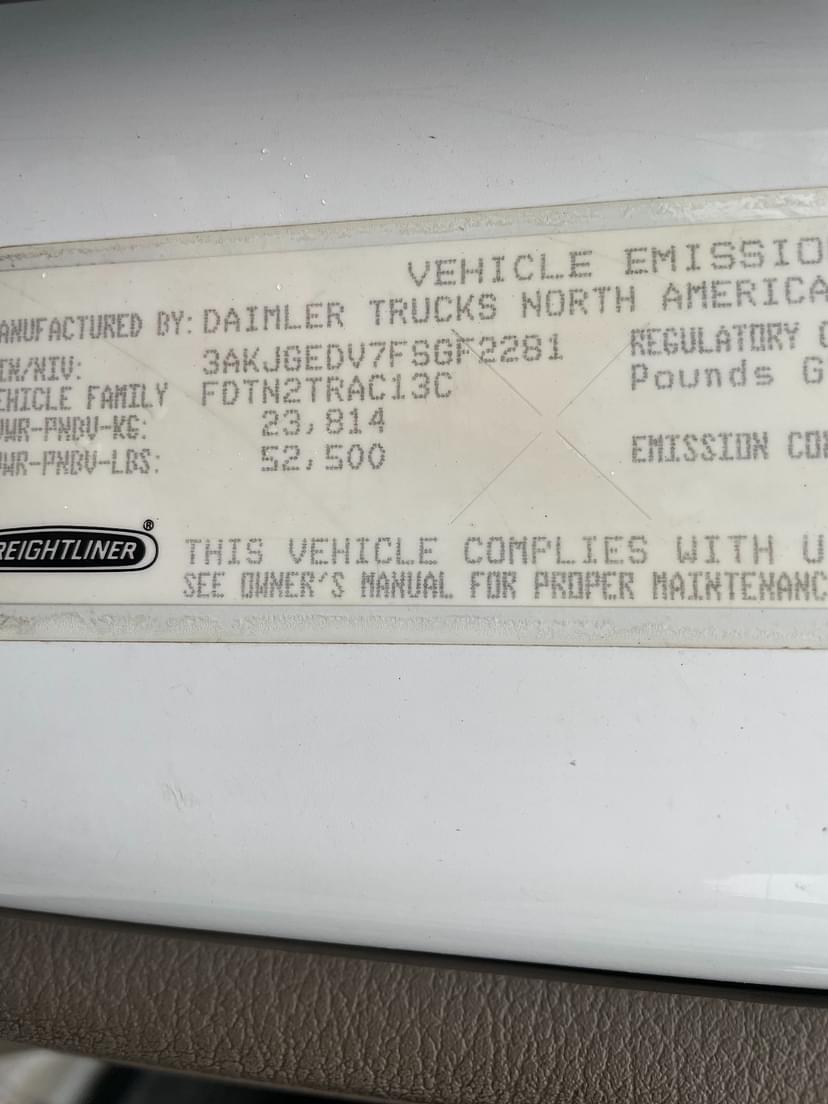 VEHICLE EMISSIO
ANUFACTURED BY: DAIMLER TRUCKS NORTH AMERICA
IN/NIV: 3AKJGEDV7FSGF2281
REGULATORY C
EHICLE FAMILY FDTN2TRAC13C
Pounds G
WR-PNBV-KG: 23,814
WR-PNBV-LBS: 52,500
EMISSION CON
REIGHTLINER®
THIS VEHICLE COMPLIES WITH U
SEE OWNER'S MANUAL FOR PROPER MAINTENANC